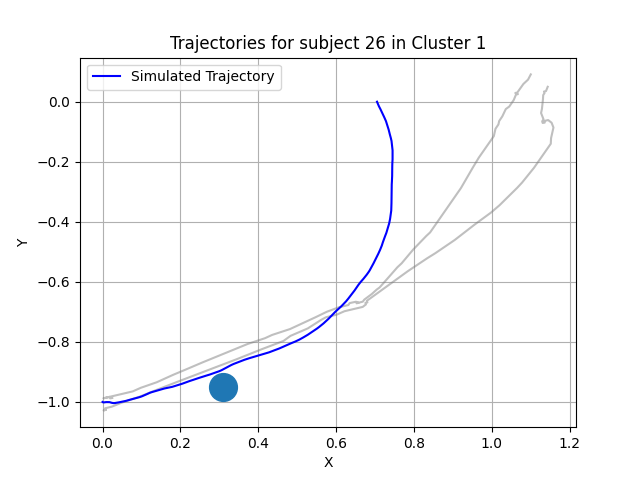 Trajectories for subject 26 in Cluster 1
Simulated Trajectory
0.0
−0.2
−0.4
−0.6
−0.8
−1.0
Y
0.0 0.2 0.4 0.6 0.8 1.0 1.2
X